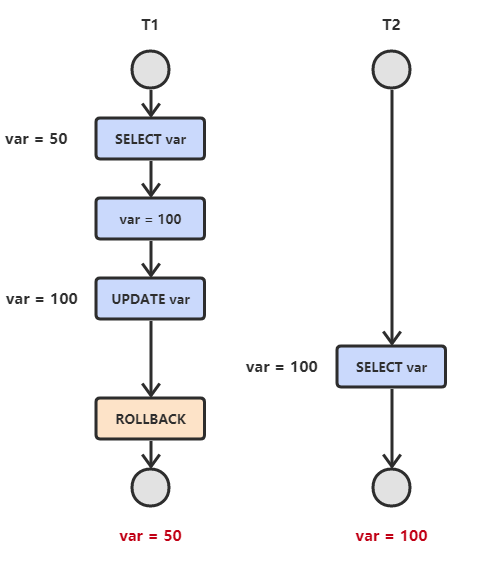 T1
T2
var = 50
SELECT var
var = 100
var = 100
UPDATE var
var = 100
SELECT var
ROLLBACK
var = 50
var = 100